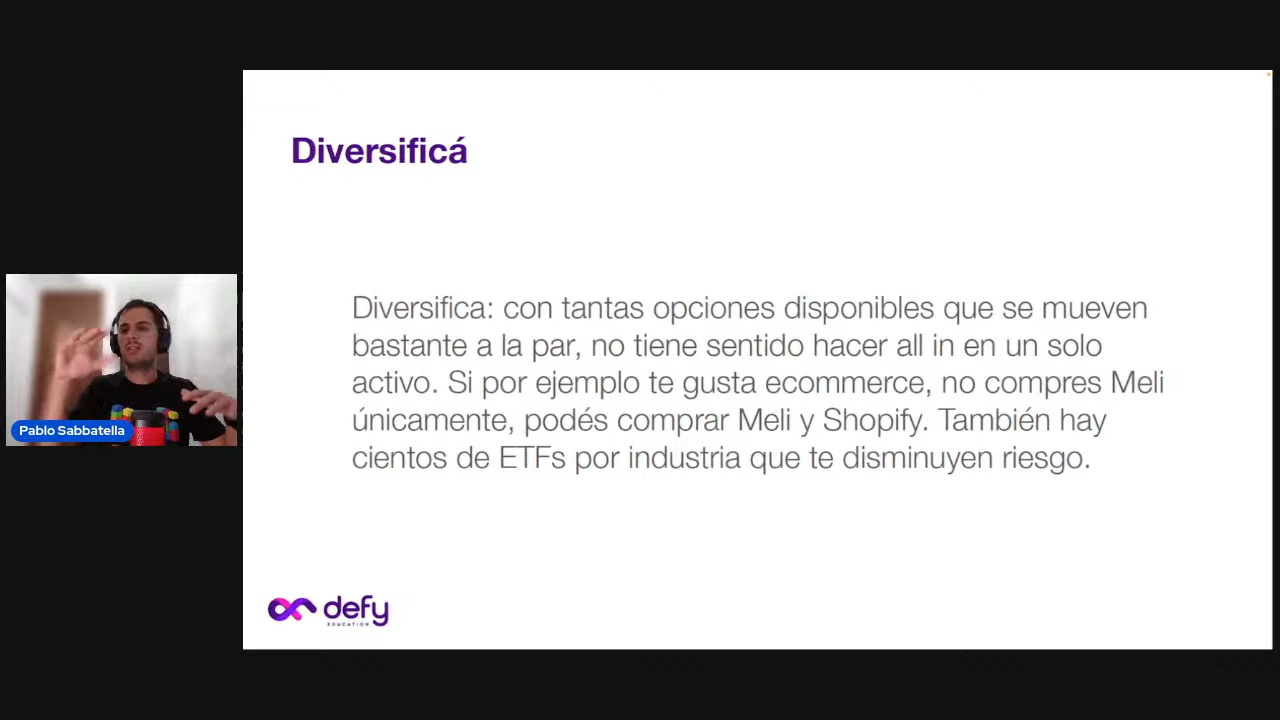 Diversificá
Diversifica: con tantas opciones disponibles que se mueven
bastante a la par, no tiene sentido hacer all in en un solo
activo. Si por ejemplo te gusta ecommerce, no compres Meli
únicamente, podés comprar Meli y Shopify. También hay
cientos de ETFs por industria que te disminuyen riesgo.
Pablo Sabbatella
defy
EDUCATION